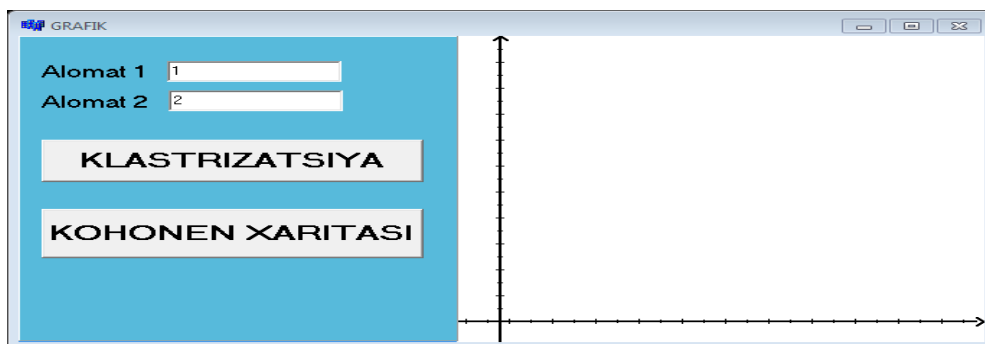 GRAFIK
Alomat 1 1
Alomat 2 2
KLASTRIZATSIYA
KOHONEN XARITASI